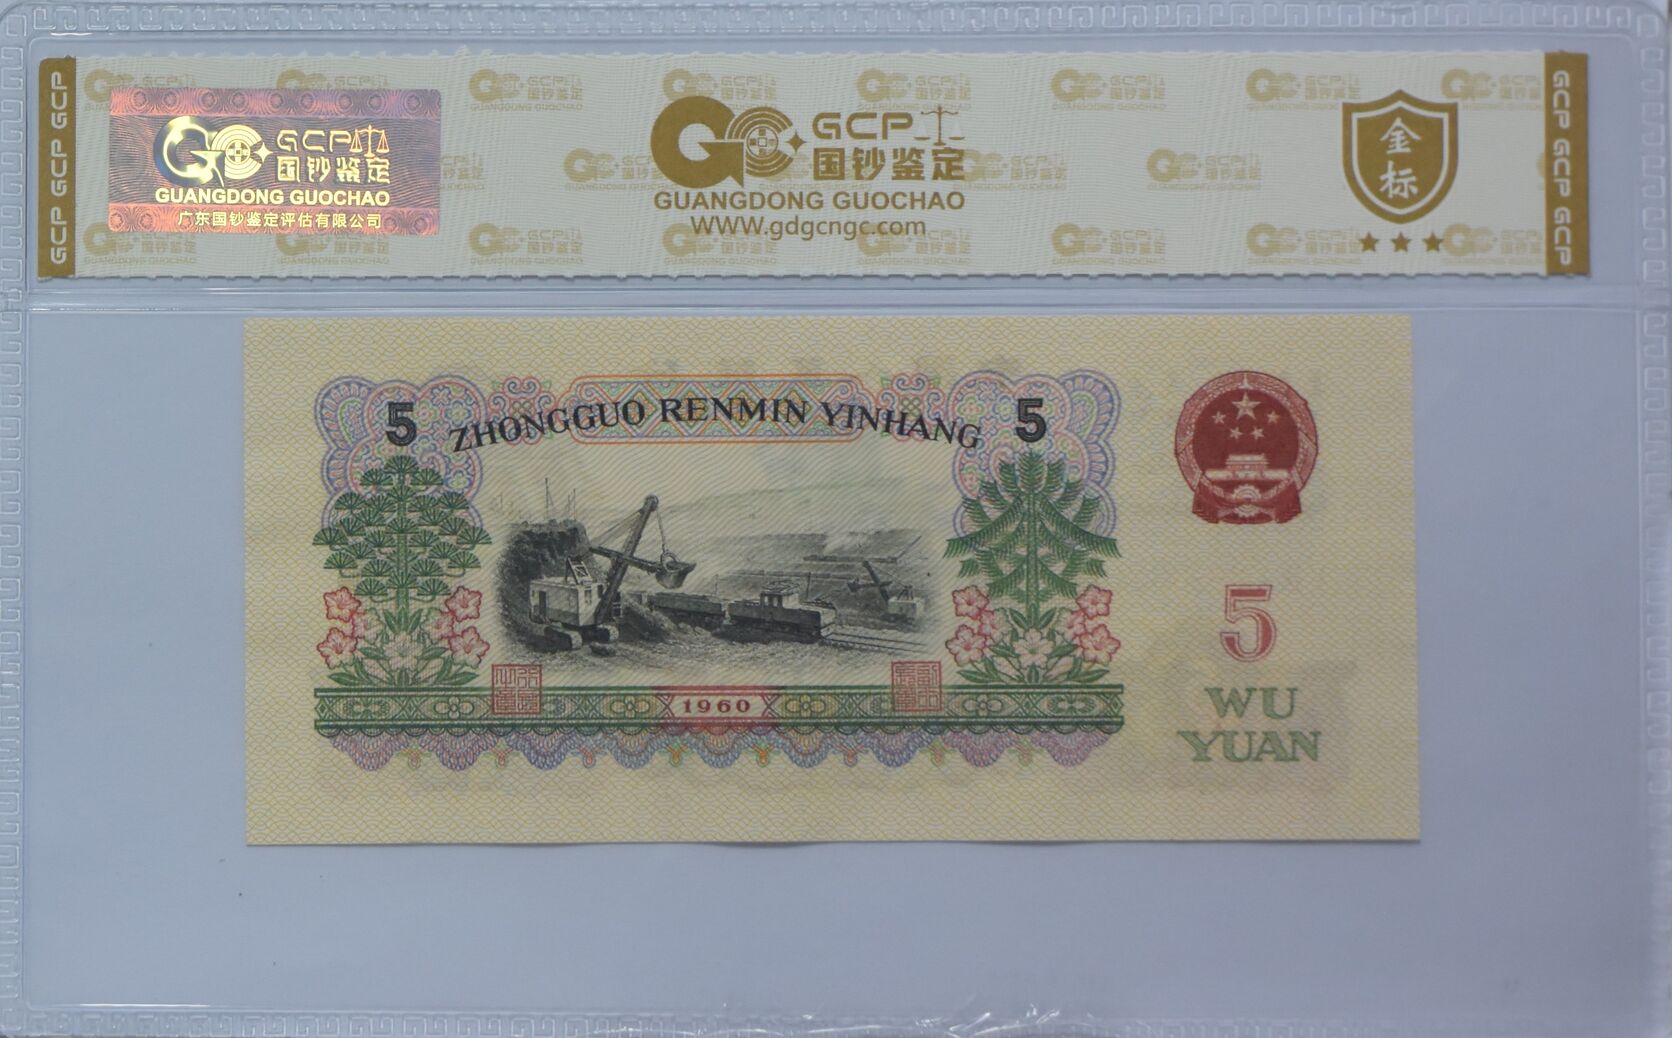 GCP GCP GCP
GCP
国钞鉴定
GUANGDONG GUOCHAO
广东国钞鉴定评估有限公司
GCP
国钞鉴定
GUANGDONG GUOCHAO
WWW.gdgcngc.com
金标
GCP GCP GCP
5 ZHONGGUO RENMIN YINHANG 5
1960
5
WU
YUAN